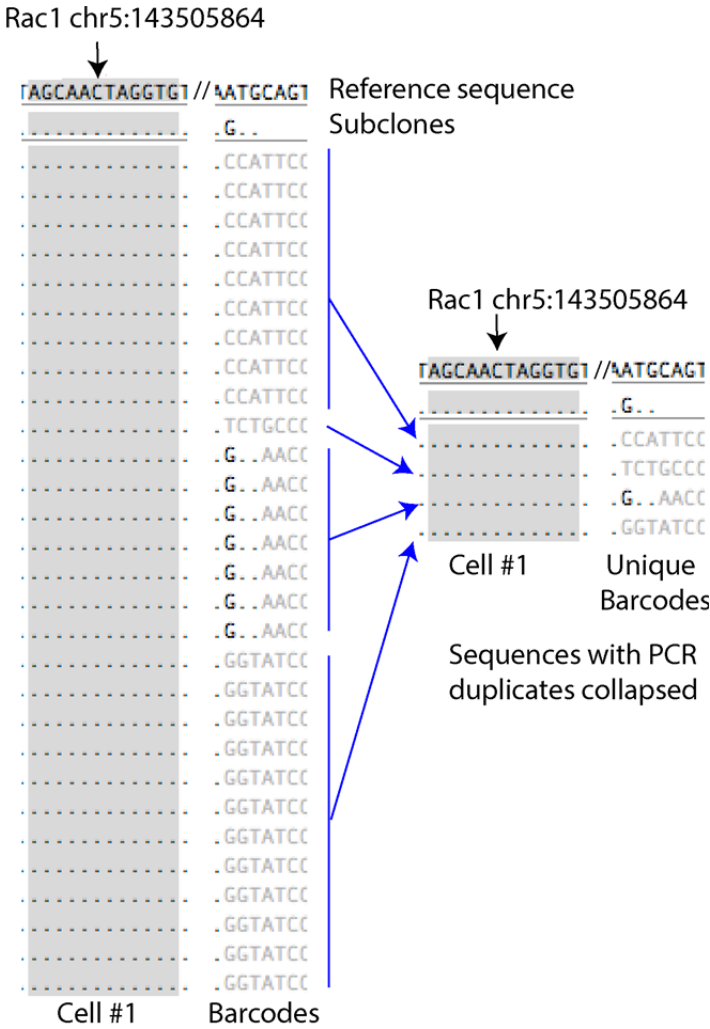 Rac1 chr5:143505864
TAGCAACTAGGTGT // AATGCAGT Reference sequence
.............. .G.. Subclones
.............. .CCATTCC
.............. .CCATTCC
.............. .CCATTCC
.............. .CCATTCC
.............. .CCATTCC
.............. .CCATTCC
.............. .CCATTCC
.............. .CCATTCC
.............. .CCATTCC
.............. .TCTGCCC
.............. .G..AACC
.............. .G..AACC
.............. .G..AACC
.............. .G..AACC
.............. .G..AACC
.............. .G..AACC
.............. .G..AACC
.............. .GGTATCC
.............. .GGTATCC
.............. .GGTATCC
.............. .GGTATCC
.............. .GGTATCC
.............. .GGTATCC
.............. .GGTATCC
.............. .GGTATCC
.............. .GGTATCC
.............. .GGTATCC
.............. .GGTATCC
.............. .GGTATCC
Cell #1 Barcodes
Rac1 chr5:143505864
TAGCAACTAGGTGT // AATGCAGT
.............. .G..
.............. .CCATTCC
.............. .TCTGCCC
.............. .G..AACC
.............. .GGTATCC
Cell #1 Unique
Barcodes
Sequences with PCR
duplicates collapsed